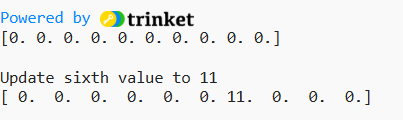 Powered by trinket
[0. 0. 0. 0. 0. 0. 0. 0. 0. 0.]
Update sixth value to 11
[ 0.  0.  0.  0.  0.  0. 11.  0.  0.  0.]